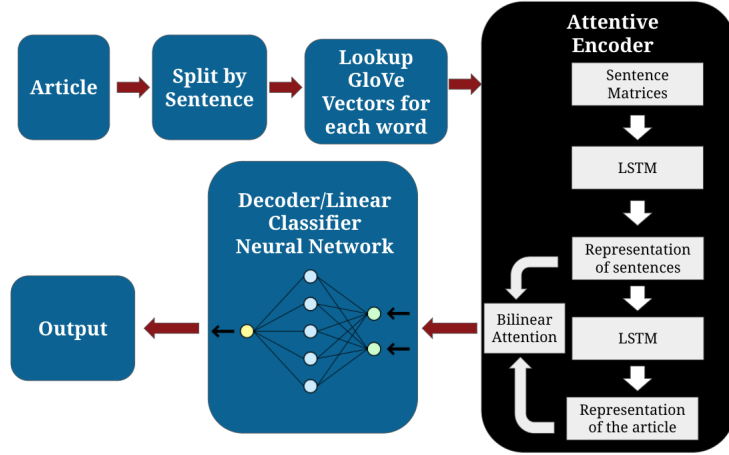 Article
Split by
Sentence
Lookup
GloVe
Vectors for
each word
Attentive
Encoder
Sentence
Matrices
LSTM
Representation
of sentences
LSTM
Representation
of the article
Bilinear
Attention
Decoder/Linear
Classifier
Neural Network
Output